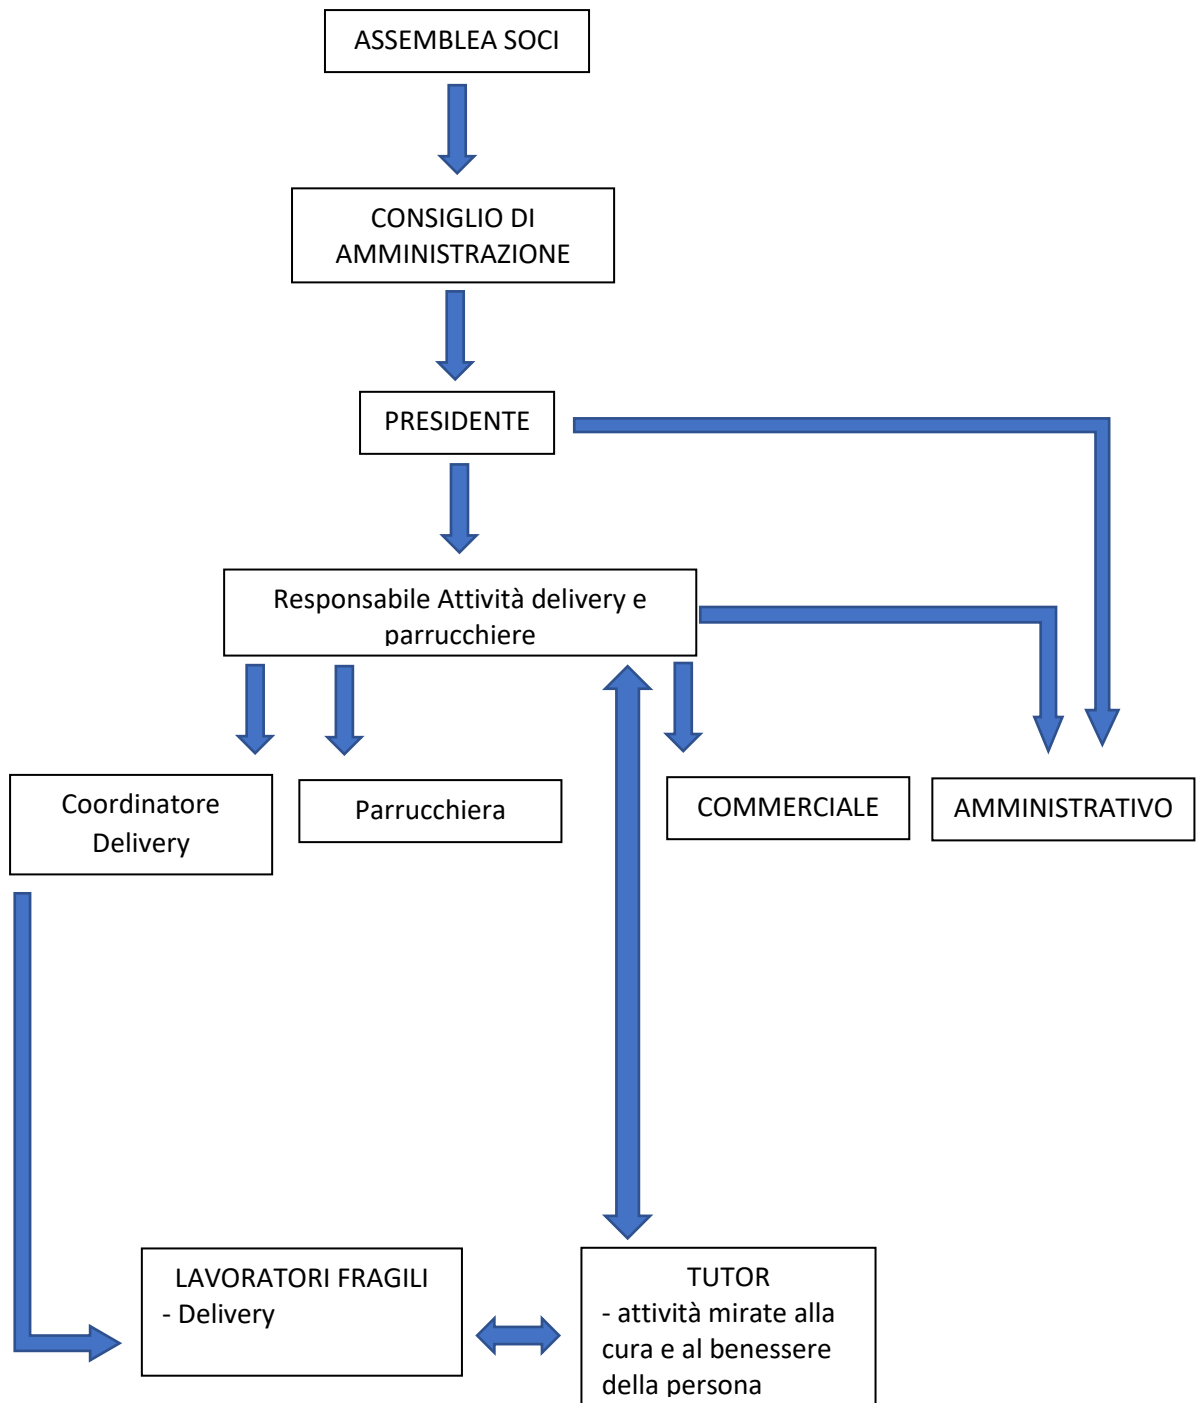 ASSEMBLEA SOCI
CONSIGLIO DI
AMMINISTRAZIONE
PRESIDENTE
Responsabile Attività delivery e
parrucchiere
Coordinatore
Delivery
Parrucchiera
COMMERCIALE
AMMINISTRATIVO
LAVORATORI FRAGILI
- Delivery
TUTOR
- attività mirate alla
cura e al benessere
della persona